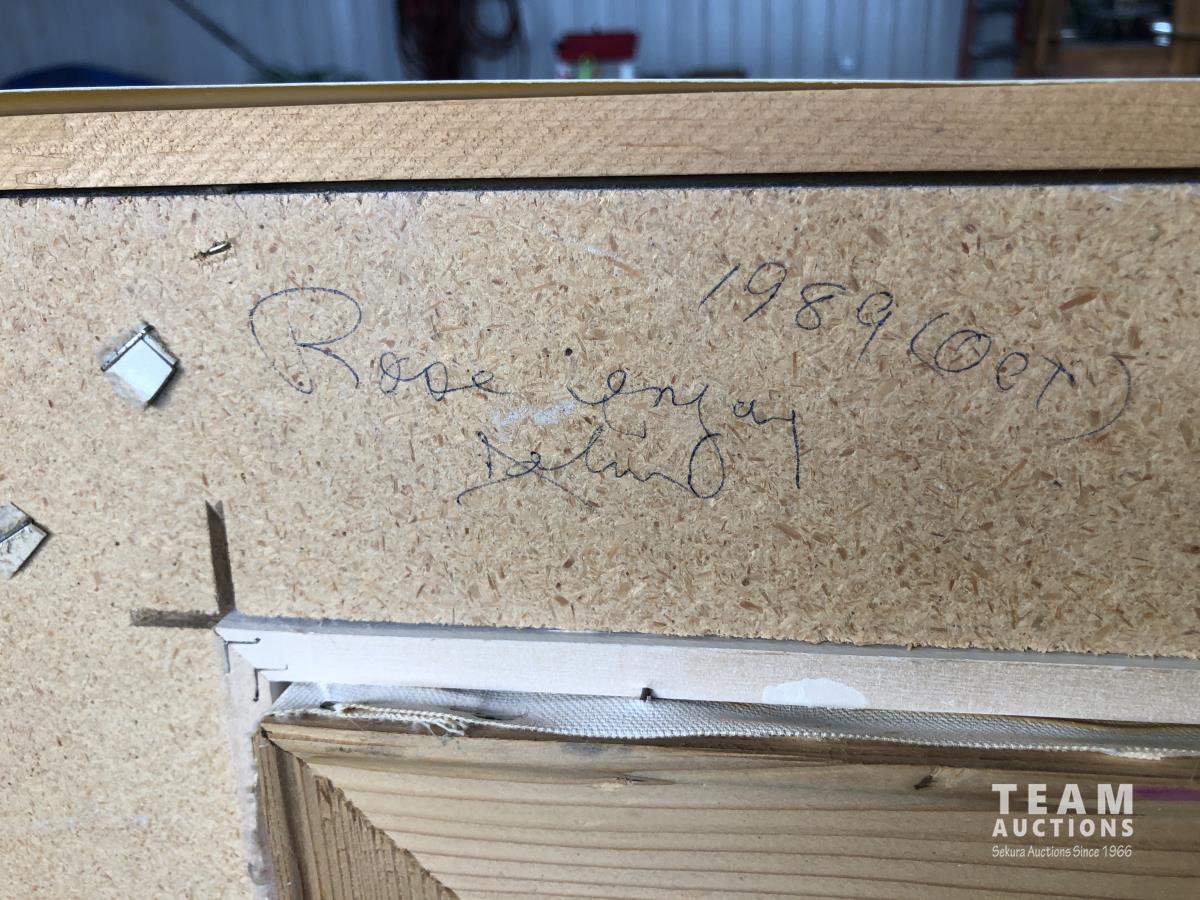 1989 (Oct)
Rose enjoy
TEAM
AUCTIONS
Sekura Auctions Since 1966